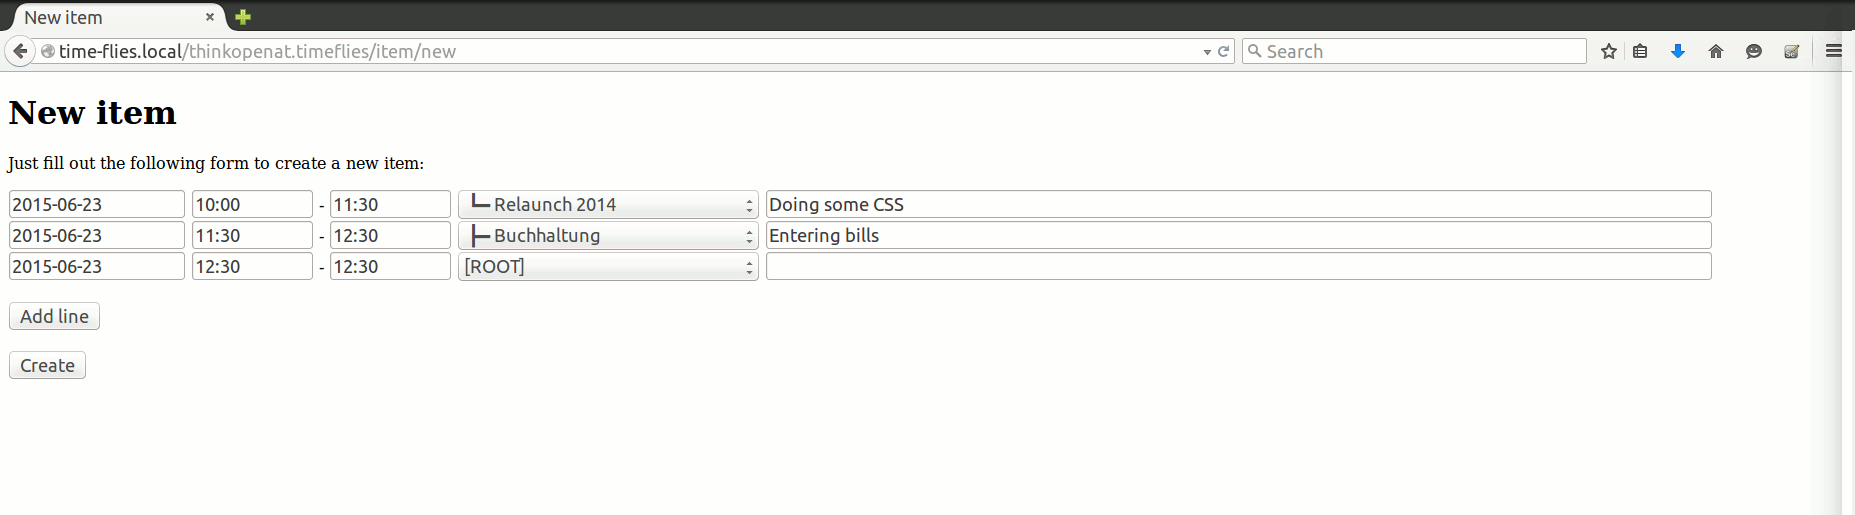 New item
time-flies.local/thinkopenat.timeflies/item/new Search
New item
Just fill out the following form to create a new item:
2015-06-23 10:00 - 11:30 Relaunch 2014 Doing some CSS
2015-06-23 11:30 - 12:30 Buchhaltung Entering bills
2015-06-23 12:30 - 12:30 [ROOT]
Add line
Create